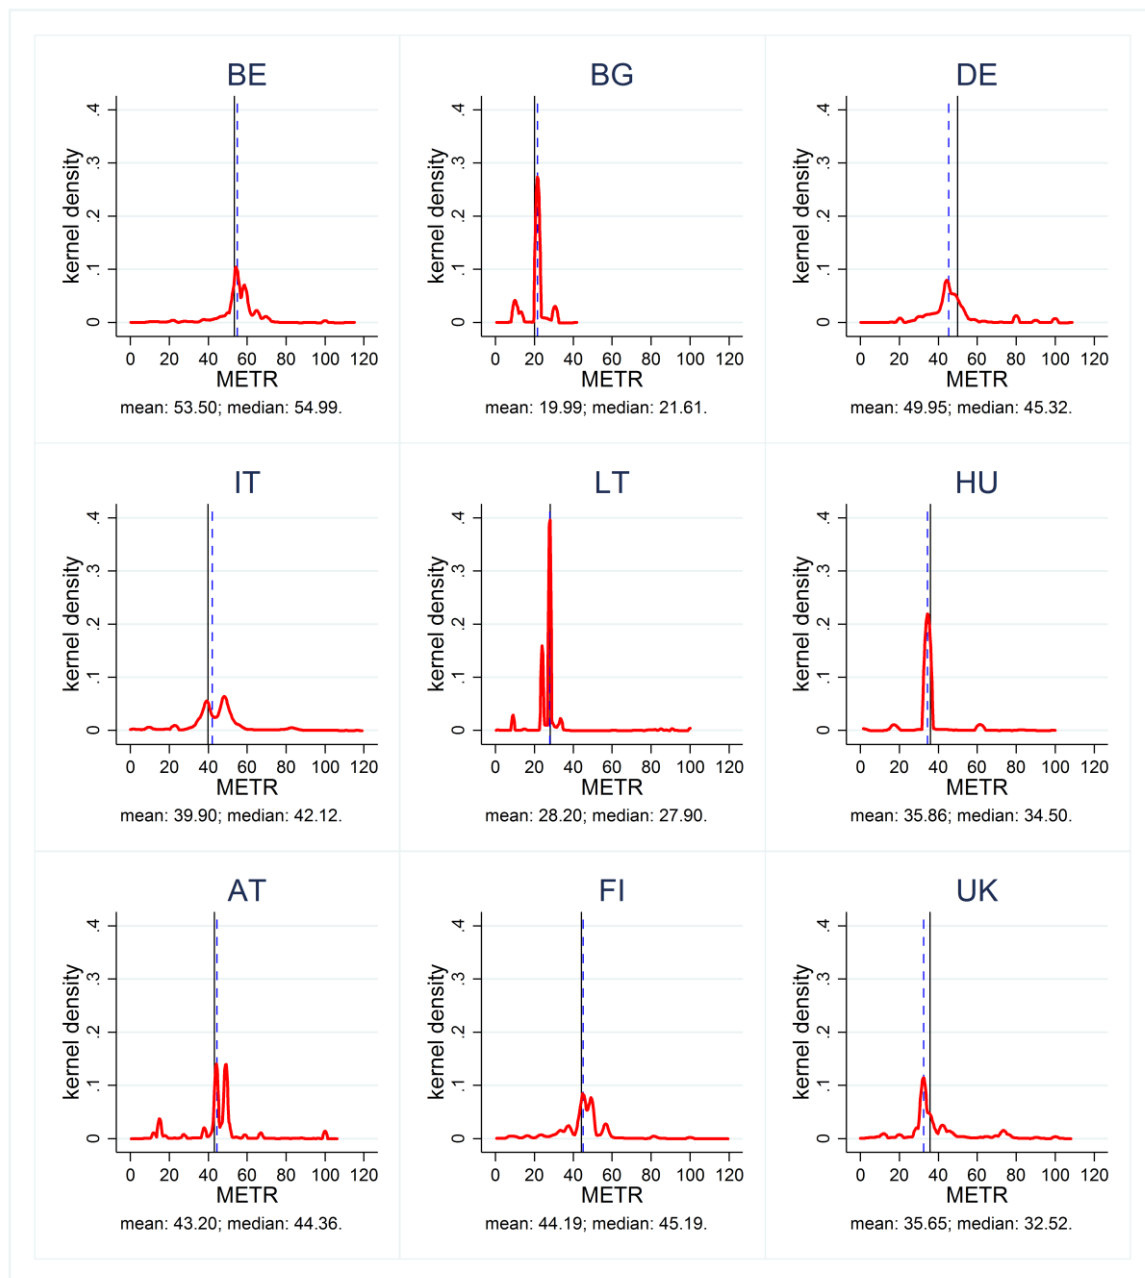 BE
kernel density
.4
.3
.2
.1
0
0 20 40 60 80 100 120
METR
mean: 53.50; median: 54.99.
BG
kernel density
.4
.3
.2
.1
0
0 20 40 60 80 100 120
METR
mean: 19.99; median: 21.61.
DE
kernel density
.4
.3
.2
.1
0
0 20 40 60 80 100 120
METR
mean: 49.95; median: 45.32.
IT
kernel density
.4
.3
.2
.1
0
0 20 40 60 80 100 120
METR
mean: 39.90; median: 42.12.
LT
kernel density
.4
.3
.2
.1
0
0 20 40 60 80 100 120
METR
mean: 28.20; median: 27.90.
HU
kernel density
.4
.3
.2
.1
0
0 20 40 60 80 100 120
METR
mean: 35.86; median: 34.50.
AT
kernel density
.4
.3
.2
.1
0
0 20 40 60 80 100 120
METR
mean: 43.20; median: 44.36.
FI
kernel density
.4
.3
.2
.1
0
0 20 40 60 80 100 120
METR
mean: 44.19; median: 45.19.
UK
kernel density
.4
.3
.2
.1
0
0 20 40 60 80 100 120
METR
mean: 35.65; median: 32.52.